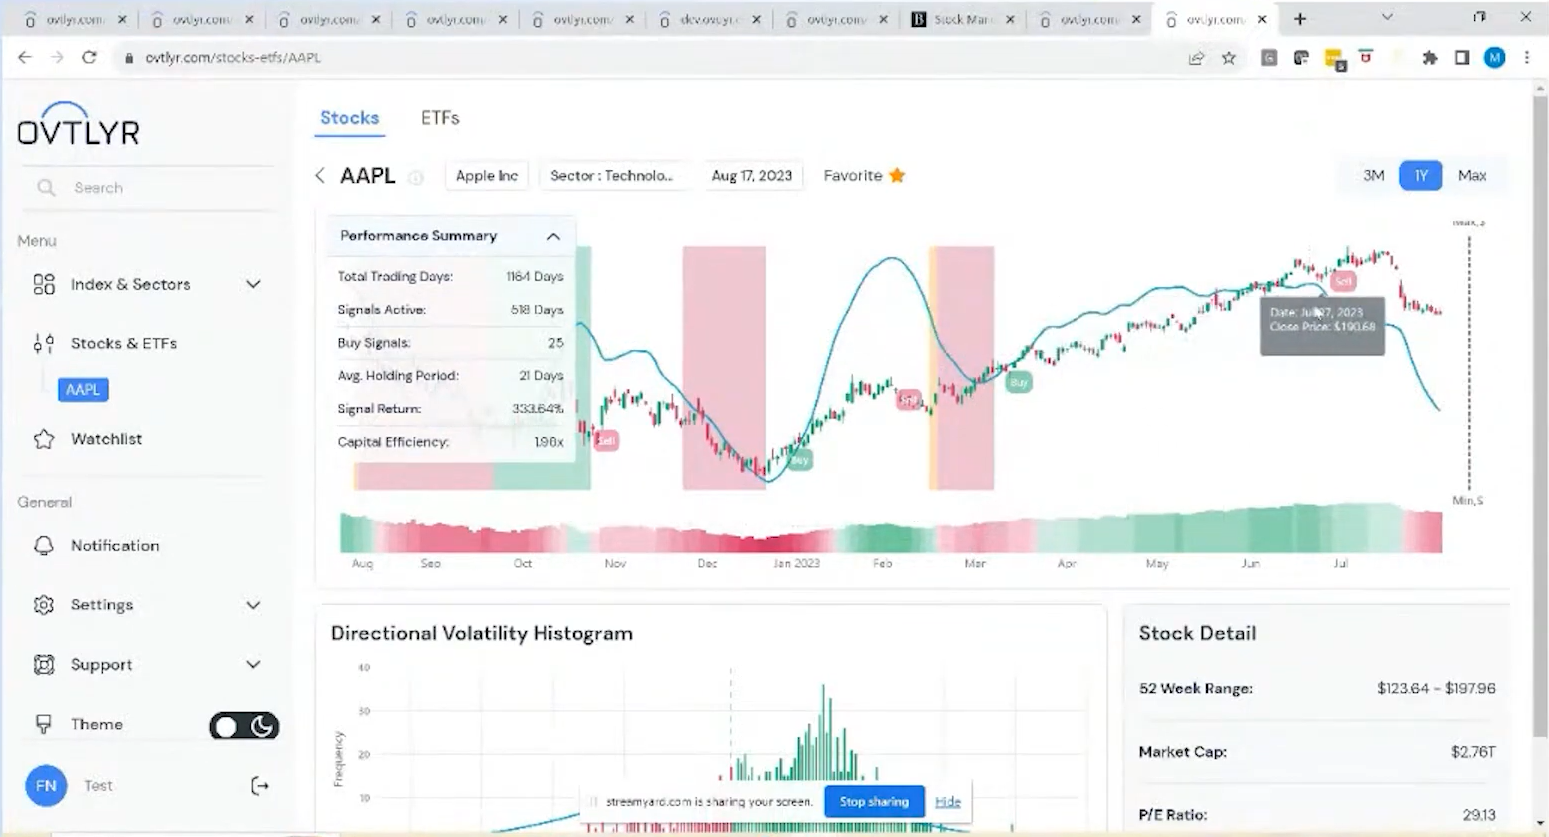 ovtlyr.com
ovtlyr.com
ovtlyr.com
ovtlyr.com
ovtlyr.com
dev.ovtlyr.c
ovtlyr.com
Stock Mar
ovtlyr.com
ovtlyr.com
ovtlyr.com/stocks-etfs/AAPL
M
OVTLYR
Search
Menu
Index & Sectors
Stocks & ETFs
AAPL
Watchlist
General
Notification
Settings
Support
Theme
FN Test
Stocks ETFs
AAPL Apple Inc Sector : Technolo... Aug 17, 2023 Favorite 3M 1Y Max
Performance Summary
Total Trading Days: 1164 Days
Signals Active: 518 Days
Buy Signals: 25
Avg. Holding Period: 21 Days
Signal Return: 333.64%
Capital Efficiency: 1.96x
Sell
Buy
Sell
Buy
Sell
Date: Jul 27, 2023
Close Price: $190.68
Max,$
Min,$
Aug Sep Oct Nov Dec Jan 2023 Feb Mar Apr May Jun Jul
Directional Volatility Histogram
40
30
20
10
Frequency
Stock Detail
52 Week Range: $123.64 - $197.96
Market Cap: $2.76T
P/E Ratio: 29.13
streamyard.com is sharing your screen. Stop sharing Hide